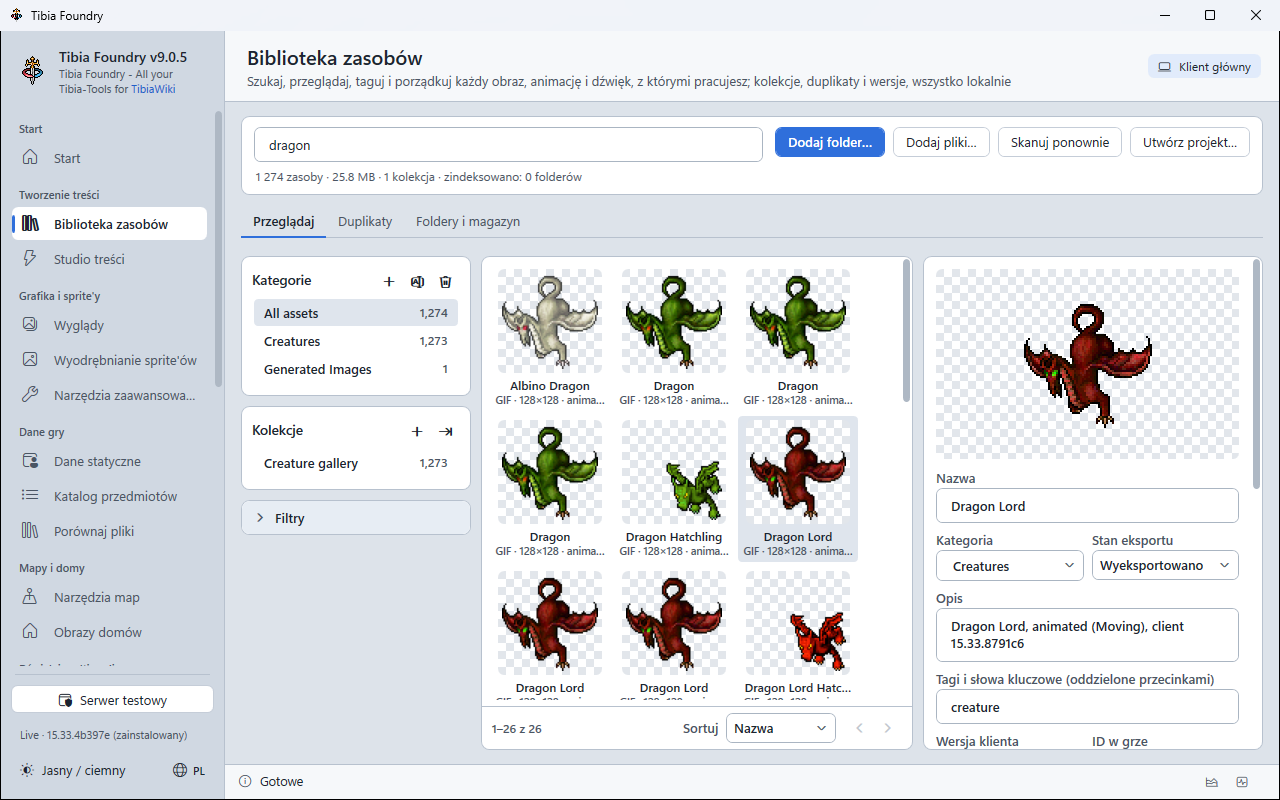 Tibia Foundry
Tibia Foundry v9.0.5
Tibia Foundry - All your
Tibia-Tools for TibiaWiki
Start
Start
Tworzenie treści
Biblioteka zasobów
Studio treści
Grafika i sprite'y
Wyglądy
Wyodrębnianie sprite'ów
Narzędzia zaawansowa...
Dane gry
Dane statyczne
Katalog przedmiotów
Porównaj pliki
Mapy i domy
Narzędzia map
Obrazy domów
Serwer testowy
Live · 15.33.4b397e (zainstalowany)
Jasny / ciemny
PL
Biblioteka zasobów
Szukaj, przeglądaj, taguj i porządkuj każdy obraz, animację i dźwięk, z którymi pracujesz; kolekcje, duplikaty i wersje, wszystko lokalnie
Klient główny
dragon
Dodaj folder...
Dodaj pliki...
Skanuj ponownie
Utwórz projekt...
1 274 zasoby · 25.8 MB · 1 kolekcja · zindeksowano: 0 folderów
Przeglądaj
Duplikaty
Foldery i magazyn
Kategorie
All assets 1,274
Creatures 1,273
Generated Images 1
Kolekcje
Creature gallery 1,273
Filtry
Albino Dragon
GIF · 128×128 · anima...
Dragon
GIF · 128×128 · anima...
Dragon
GIF · 128×128 · anima...
Dragon
GIF · 128×128 · anima...
Dragon Hatchling
GIF · 128×128 · anima...
Dragon Lord
GIF · 128×128 · anima...
Dragon Lord
Dragon Lord
Dragon Lord Hatc...
1–26 z 26
Sortuj
Nazwa
Nazwa
Dragon Lord
Kategoria
Creatures
Stan eksportu
Wyeksportowano
Opis
Dragon Lord, animated (Moving), client
15.33.8791c6
Tagi i słowa kluczowe (oddzielone przecinkami)
creature
Wersja klienta
ID w grze
Gotowe